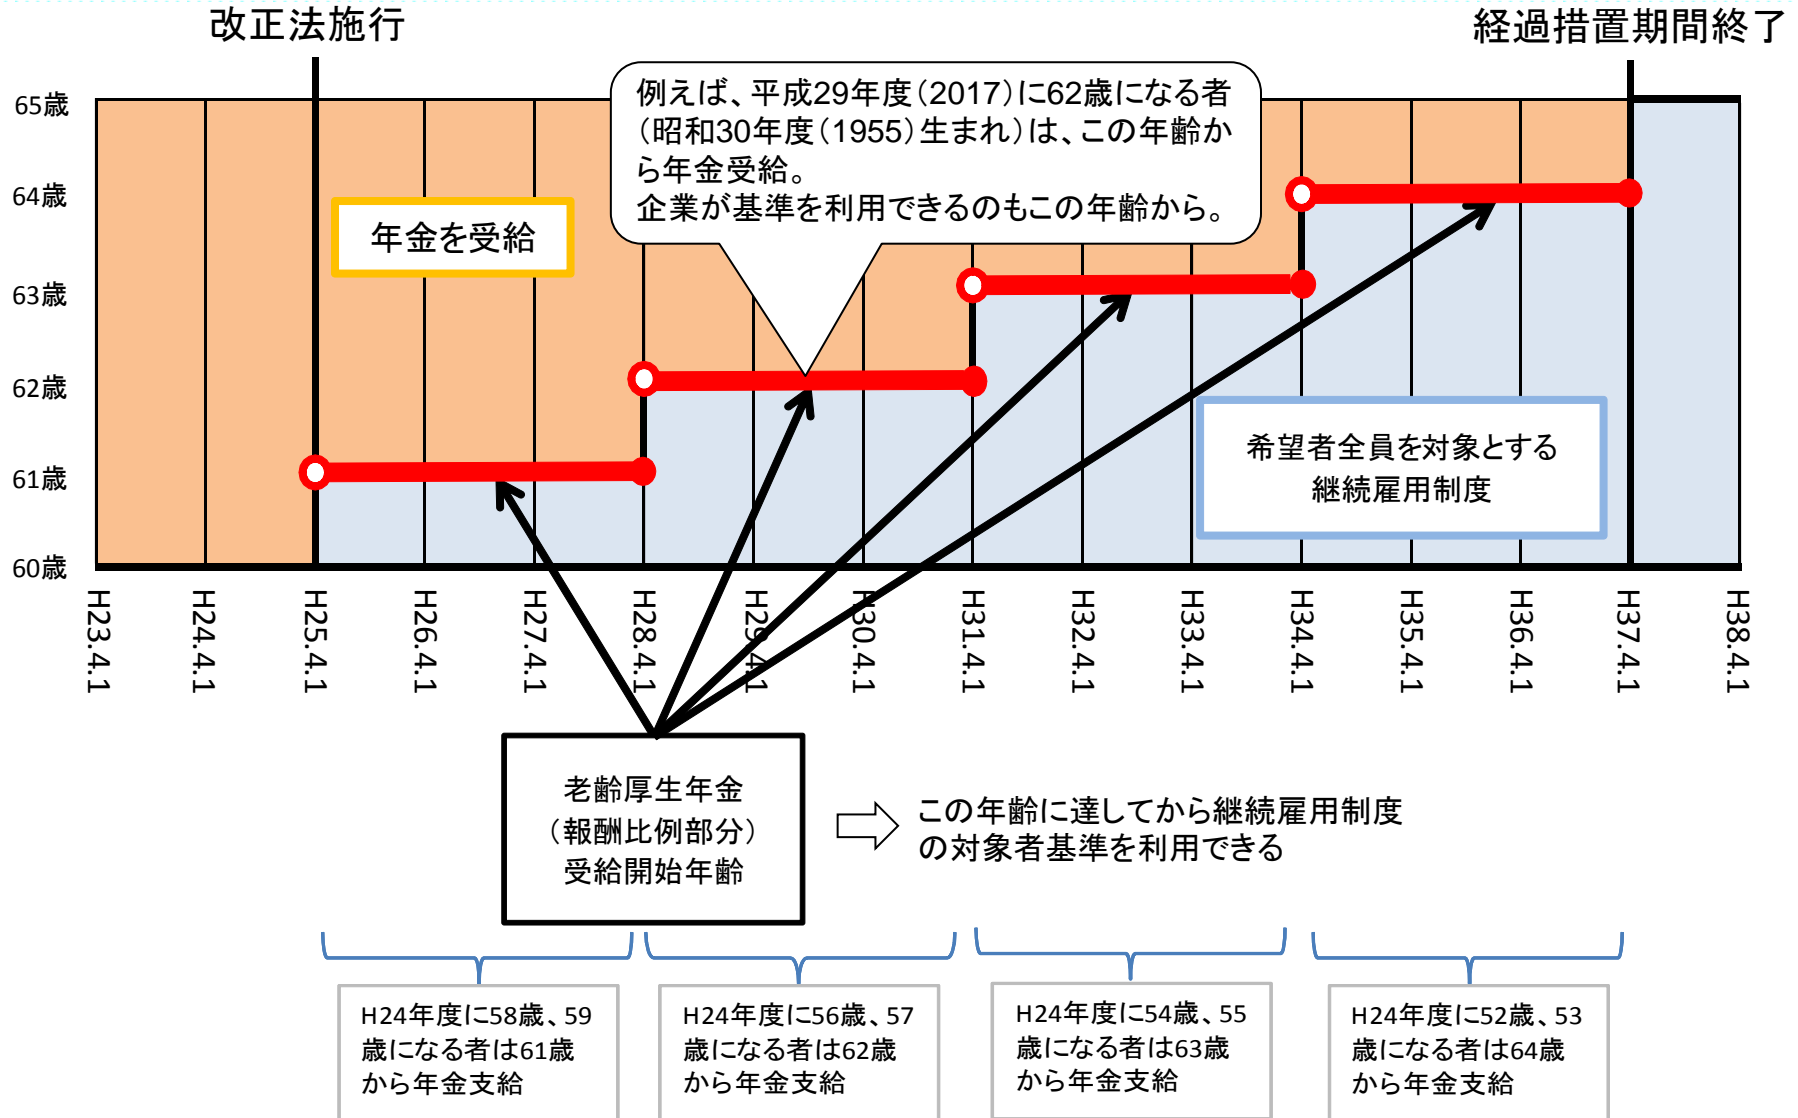 改正法施行
経過措置期間終了
例えば、平成29年度（2017）に62歳になる者
（昭和30年度（1955）生まれ）は、この年齢か
ら年金受給。
企業が基準を利用できるのもこの年齢から。
65歳
64歳
63歳
62歳
61歳
60歳
年金を受給
希望者全員を対象とする
継続雇用制度
H23.4.1
H24.4.1
H25.4.1
H26.4.1
H27.4.1
H28.4.1
H29.4.1
H30.4.1
H31.4.1
H32.4.1
H33.4.1
H34.4.1
H35.4.1
H36.4.1
H37.4.1
H38.4.1
老齢厚生年金
（報酬比例部分）
受給開始年齢
この年齢に達してから継続雇用制度
の対象者基準を利用できる
H24年度に58歳、59
歳になる者は61歳
から年金支給
H24年度に56歳、57
歳になる者は62歳
から年金支給
H24年度に54歳、55
歳になる者は63歳
から年金支給
H24年度に52歳、53
歳になる者は64歳
から年金支給